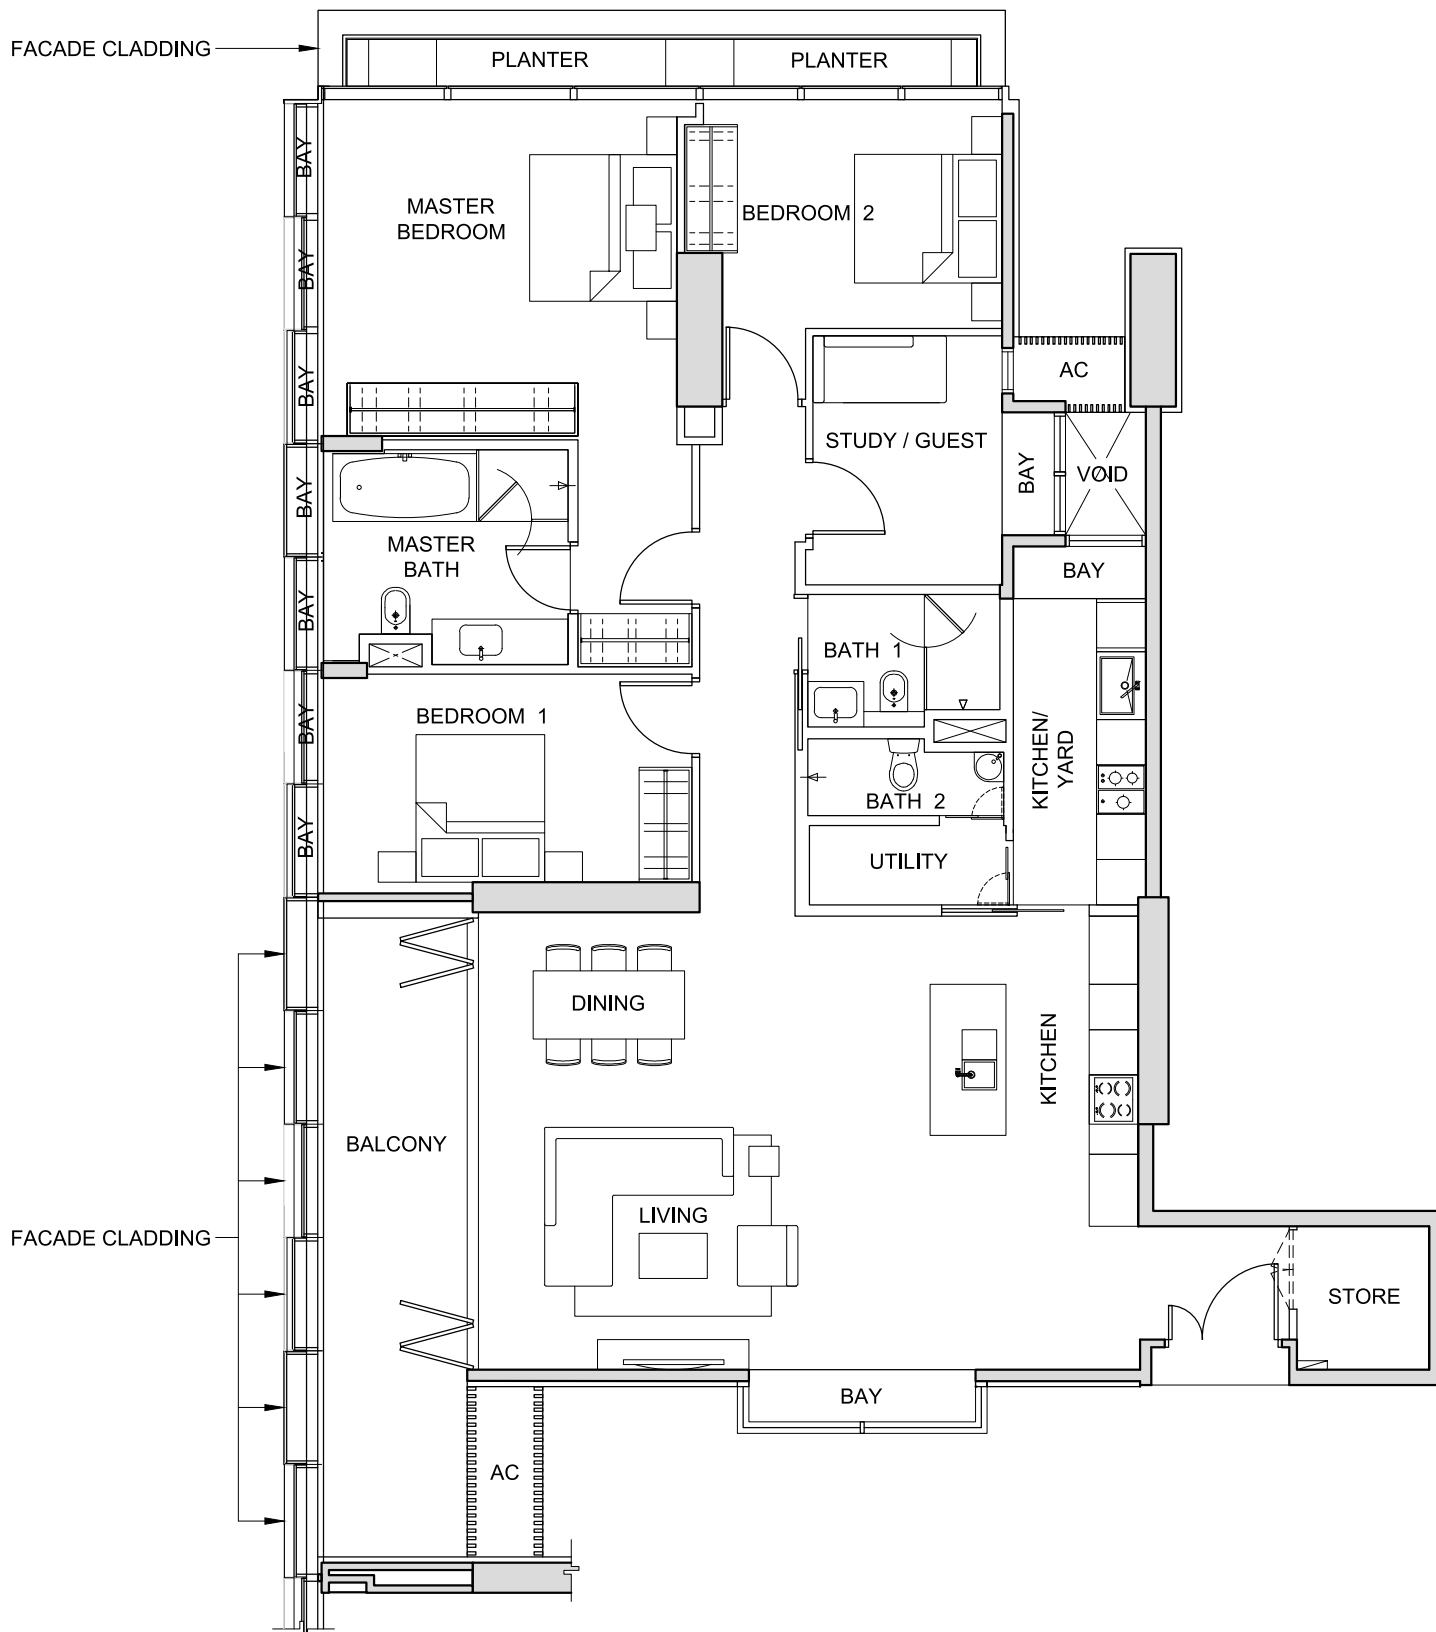 FACADE CLADDING
PLANTER
PLANTER
BAY
MASTER
BEDROOM
BEDROOM 2
BAY
BAY
AC
STUDY / GUEST
BAY
VOID
BAY
MASTER
BATH
BAY
BAY
BATH 1
BEDROOM 1
BAY
KITCHEN/
YARD
BATH 2
BAY
UTILITY
DINING
KITCHEN
BALCONY
LIVING
FACADE CLADDING
STORE
BAY
AC